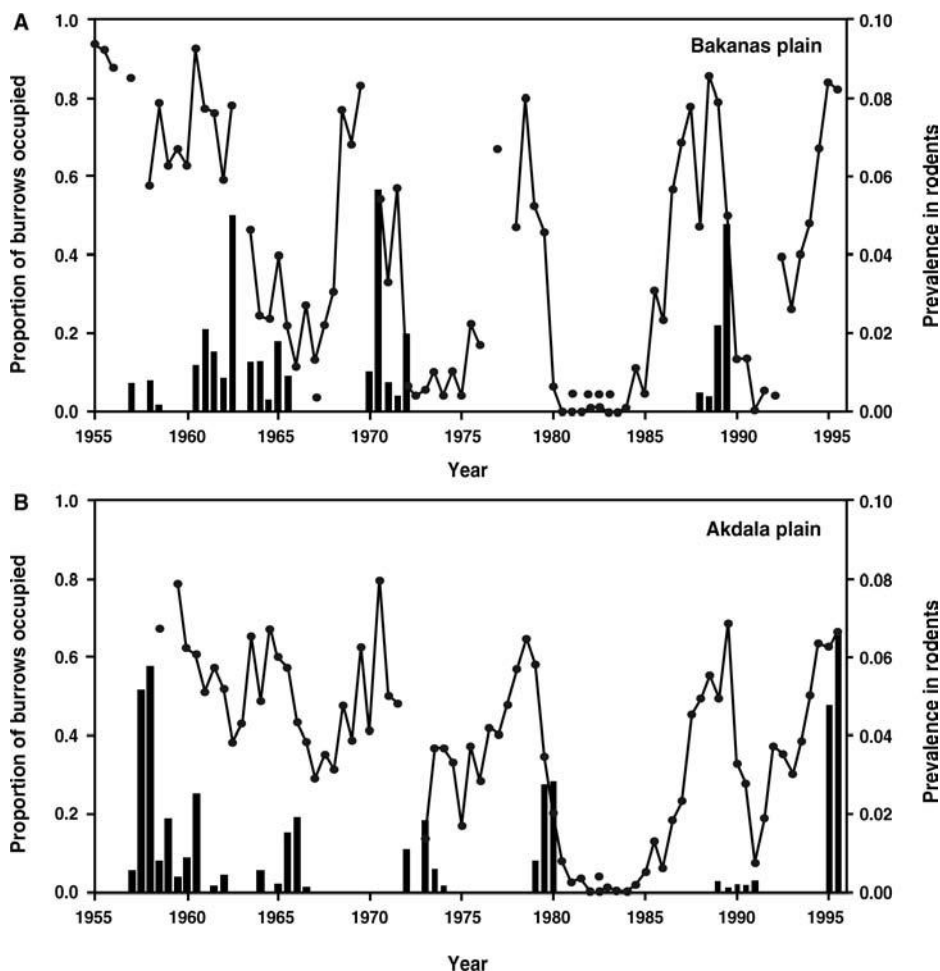 A
Bakanas plain
Proportion of burrows occupied
Prevalence in rodents
1.0
0.8
0.6
0.4
0.2
0.0
0.10
0.08
0.06
0.04
0.02
0.00
1955 1960 1965 1970 1975 1980 1985 1990 1995
Year
B
Akdala plain
Proportion of burrows occupied
Prevalence in rodents
1.0
0.8
0.6
0.4
0.2
0.0
0.10
0.08
0.06
0.04
0.02
0.00
1955 1960 1965 1970 1975 1980 1985 1990 1995
Year